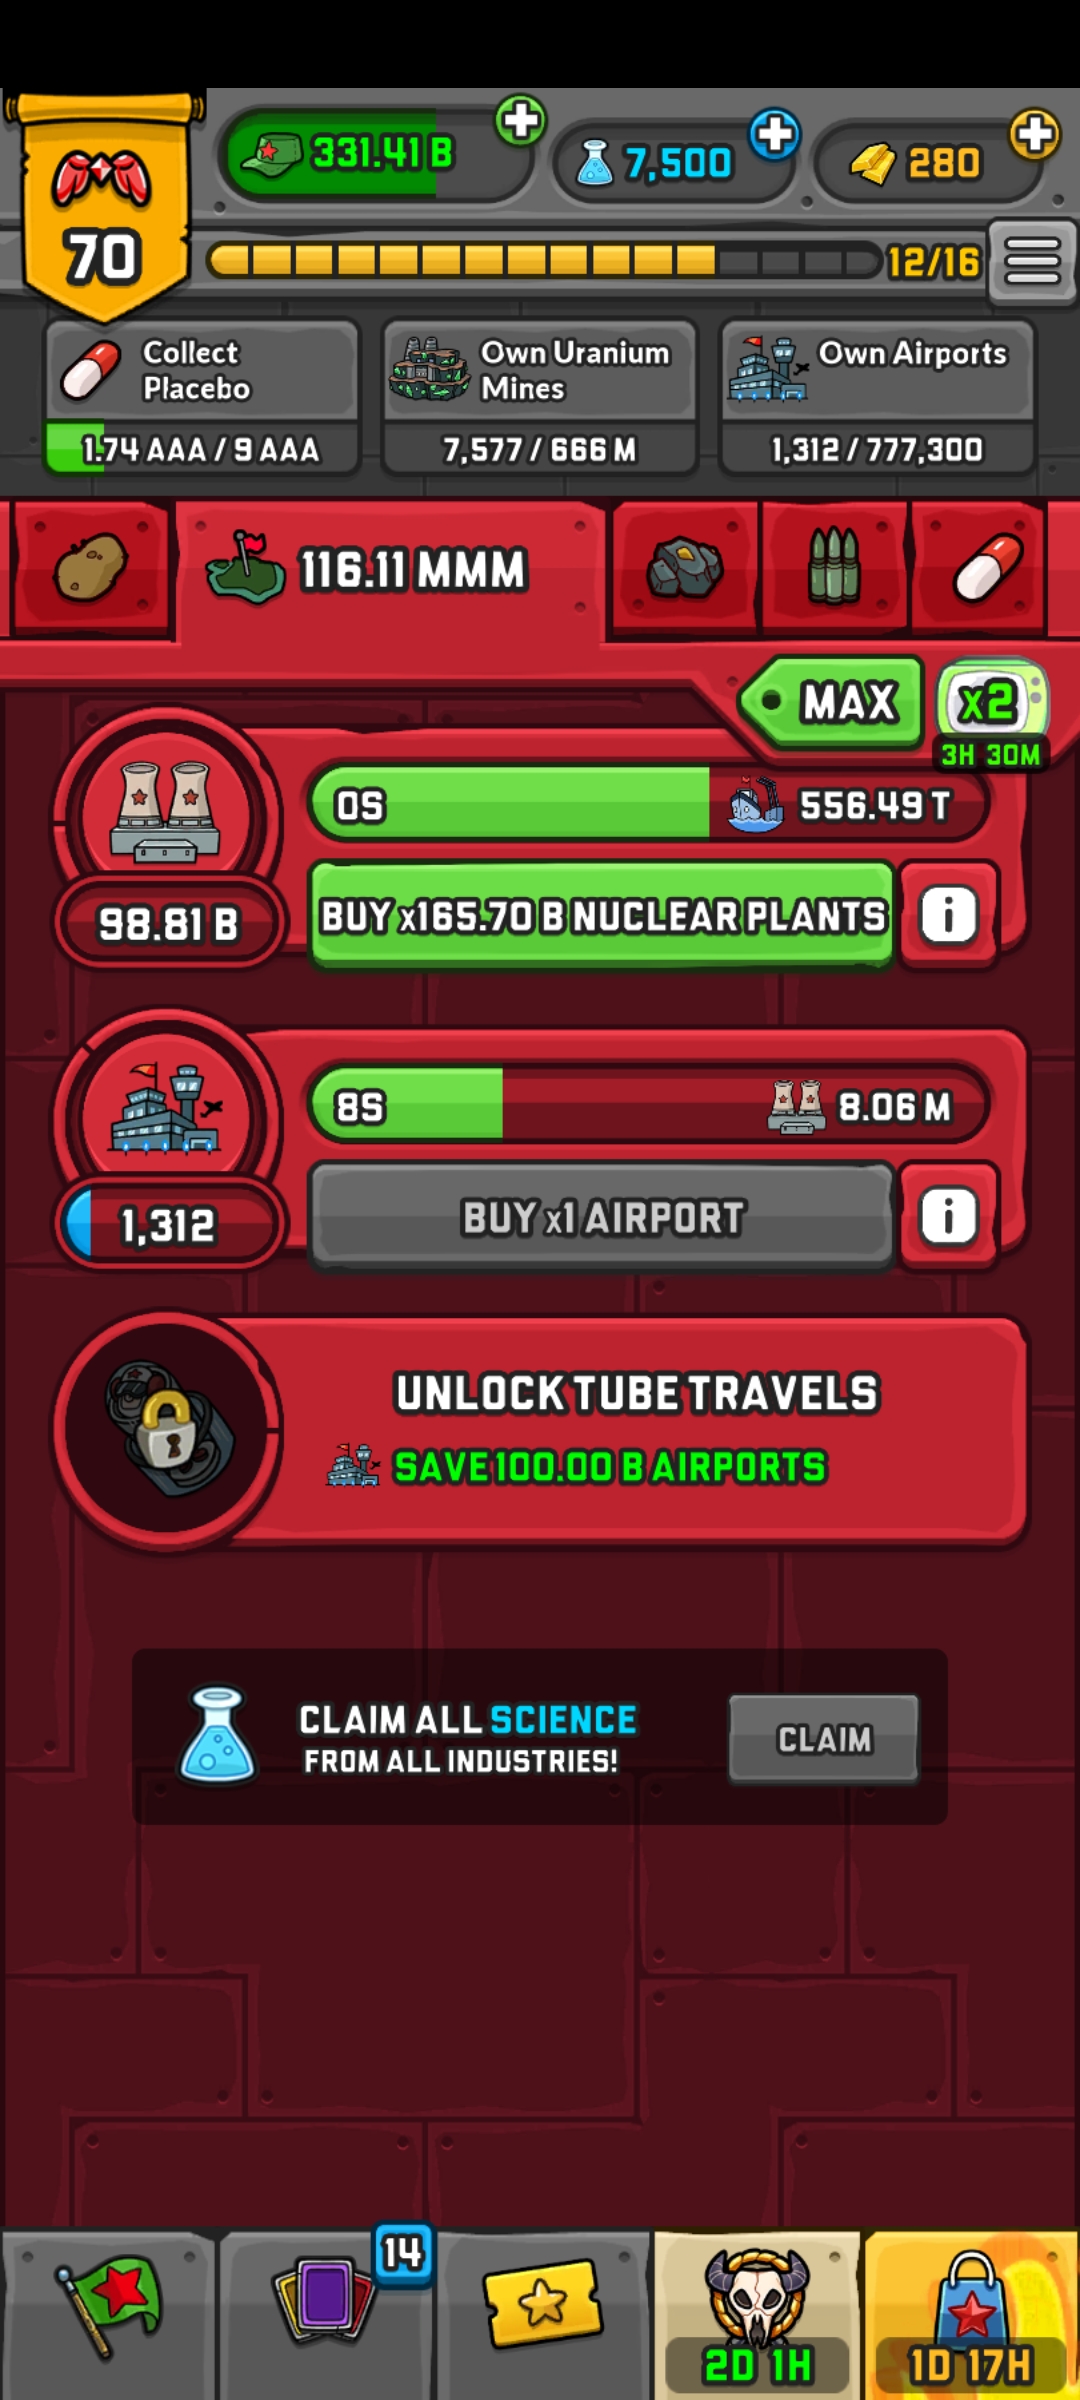 331.41 B
7,500
280
70
12/16
Collect
Placebo
1.74 AAA / 9 AAA
Own Uranium
Mines
7,577 / 666 M
Own Airports
1,312 / 777,300
116.11 MMM
MAX
x2
3H 30M
0S
556.49 T
98.81 B
BUY x165.70 B NUCLEAR PLANTS
i
8S
8.06 M
1,312
BUY x1 AIRPORT
i
UNLOCK TUBE TRAVELS
SAVE 100.00 B AIRPORTS
CLAIM ALL SCIENCE
FROM ALL INDUSTRIES!
CLAIM
14
2D 1H
1D 17H